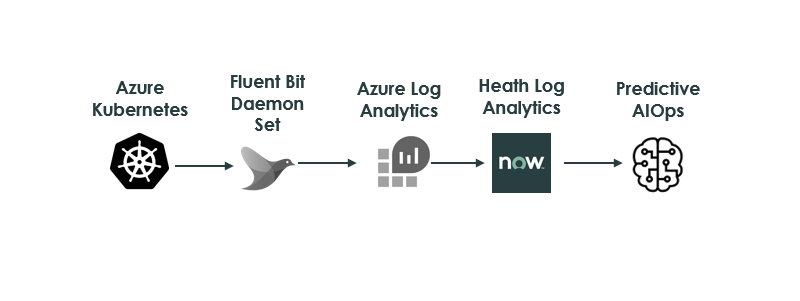 Azure
Kubernetes
Fluent Bit
Daemon
Set
Azure Log
Analytics
Heath Log
Analytics
Predictive
AIOps
now